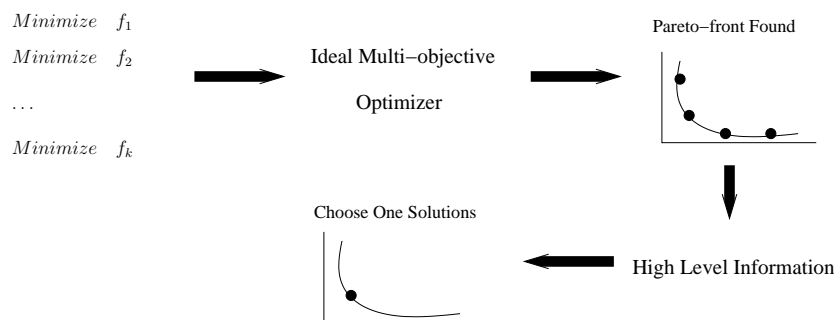 Minimize f₁
Minimize f₂
...
Minimize fₖ
Ideal Multi−objective
Optimizer
Pareto−front Found
High Level Information
Choose One Solutions